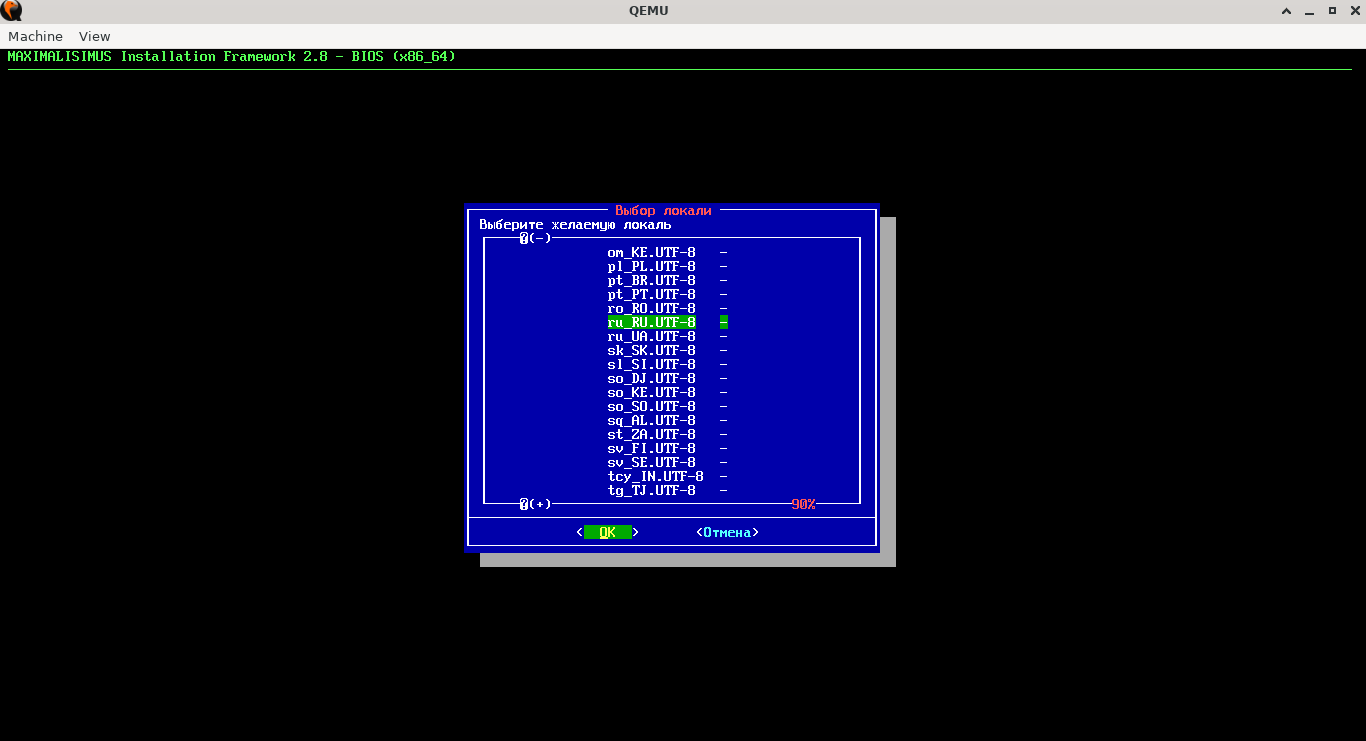 QEMU
Machine View
MAXIMALISIMUS Installation Framework 2.8 - BIOS (x86_64)
Выбор локали
Выберите желаемую локаль
?(-)
om_KE.UTF-8 -
pl_PL.UTF-8 -
pt_BR.UTF-8 -
pt_PT.UTF-8 -
ro_RO.UTF-8 -
ru_RU.UTF-8 -
ru_UA.UTF-8 -
sk_SK.UTF-8 -
sl_SI.UTF-8 -
so_DJ.UTF-8 -
so_KE.UTF-8 -
so_SO.UTF-8 -
sq_AL.UTF-8 -
st_ZA.UTF-8 -
sv_FI.UTF-8 -
sv_SE.UTF-8 -
tcy_IN.UTF-8 -
tg_TJ.UTF-8 -
?(+) 90%
< OK > <Отмена>